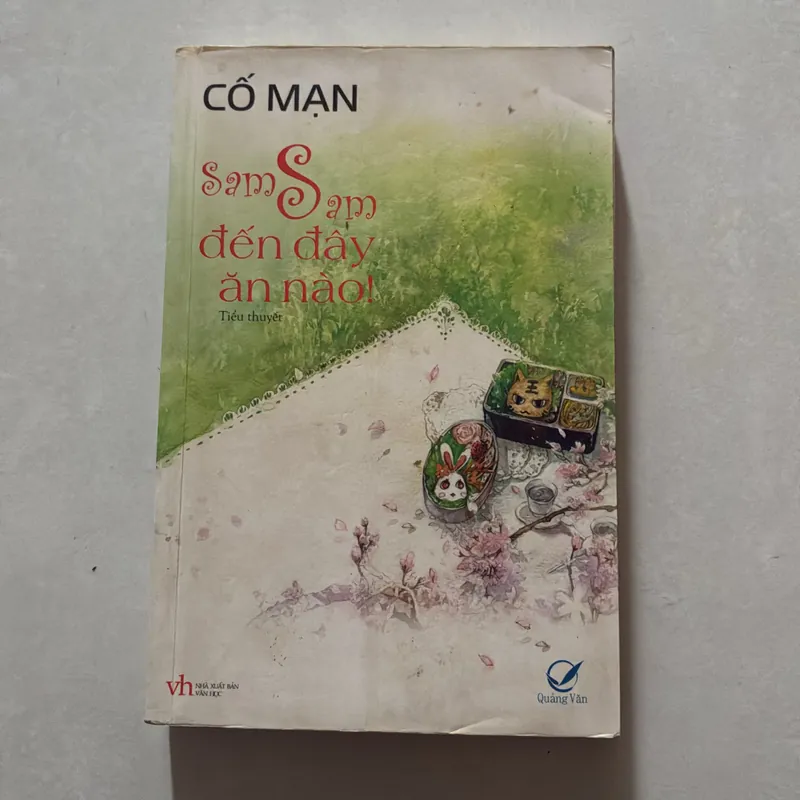 CỐ MẠN
Sam Sam
đến đây
ăn nào!
Tiểu thuyết
vh NHÀ XUẤT BẢN
VĂN HỌC
Quảng Văn